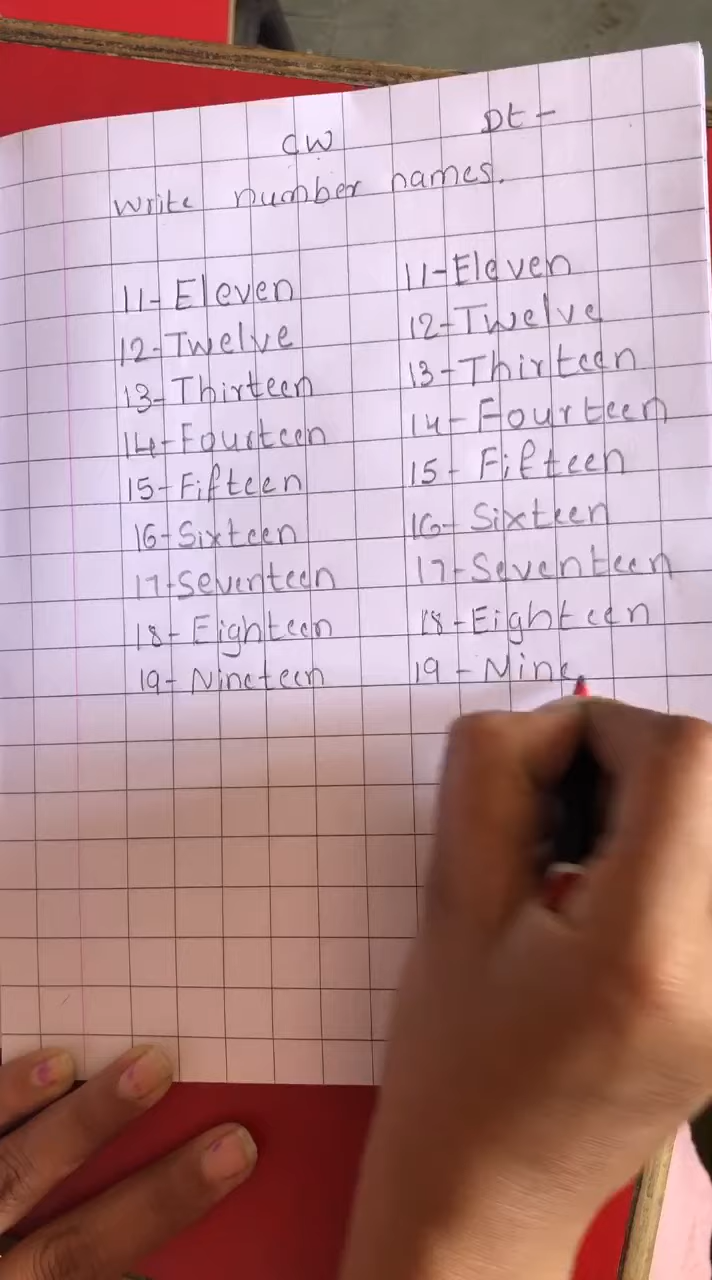 CW Dt-
Write number names.
11-Eleven 11-Eleven
12-Twelve 12-Twelve
13-Thirteen 13-Thirteen
14-Fourteen 14-Fourteen
15-Fifteen 15-Fifteen
16-Sixteen 16-Sixteen
17-Seventeen 17-Seventeen
18-Eighteen 18-Eighteen
19-Nineteen 19-Nine